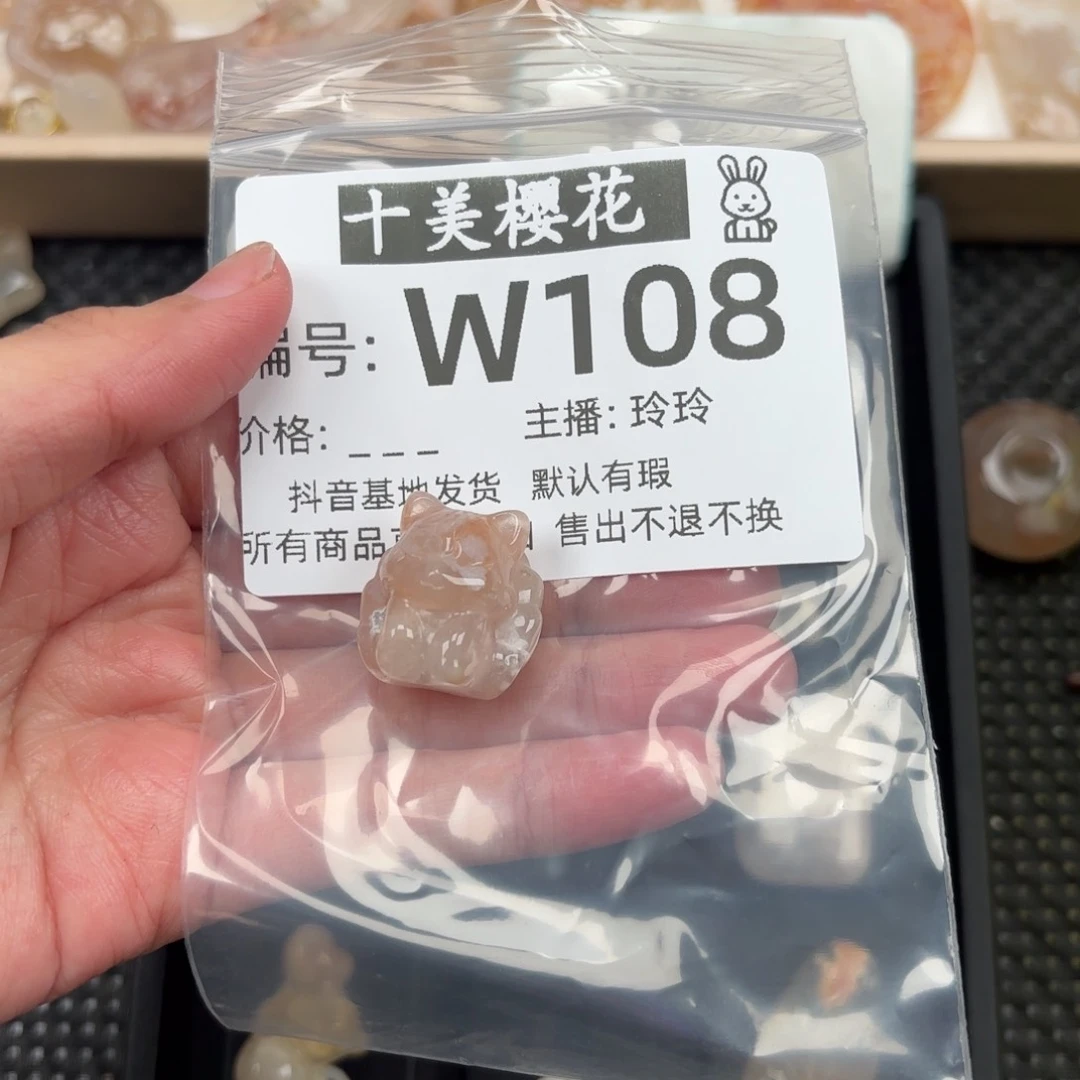 十美樱花
编号: W108
价格: _ _ _ 主播: 玲玲
抖音基地发货 默认有瑕
所有商品 售出不退不换